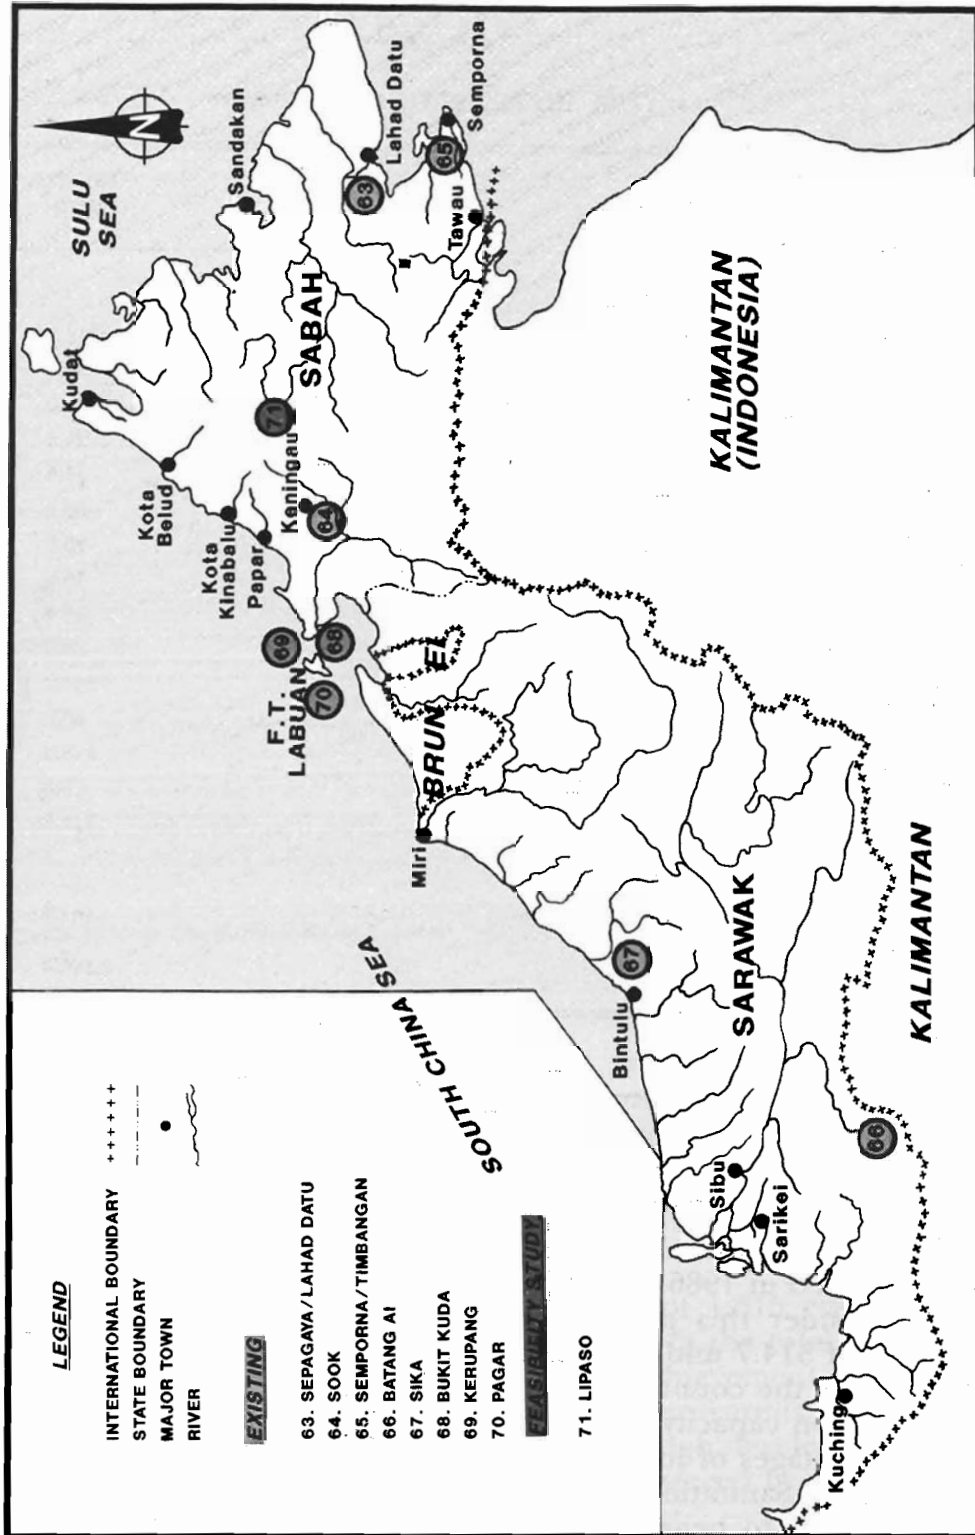 LEGEND
INTERNATIONAL BOUNDARY
STATE BOUNDARY
MAJOR TOWN
RIVER
EXISTING
63. SEPAGAYA/LAHAD DATU
64. SOOK
65. SEMPORNA/TIMBANGAN
66. BATANG AI
67. SIKA
68. BUKIT KUDA
69. KERUPANG
70. PAGAR
FEASIBILITY STUDY
71. LIPASO
N
SULU
SEA
Kudat
Kota
Belud
Kota
Kinabalu
Papar
Sandakan
Lahad Datu
63
Semporna
65
Tawau
SABAH
71
Keningau
64
69
68
70
F.T.
LABUAN
BRUNEI
Miri
SOUTH CHINA SEA
Bintulu
67
SARAWAK
Sibu
Sarikei
66
Kuching
KALIMANTAN
(INDONESIA)
KALIMANTAN